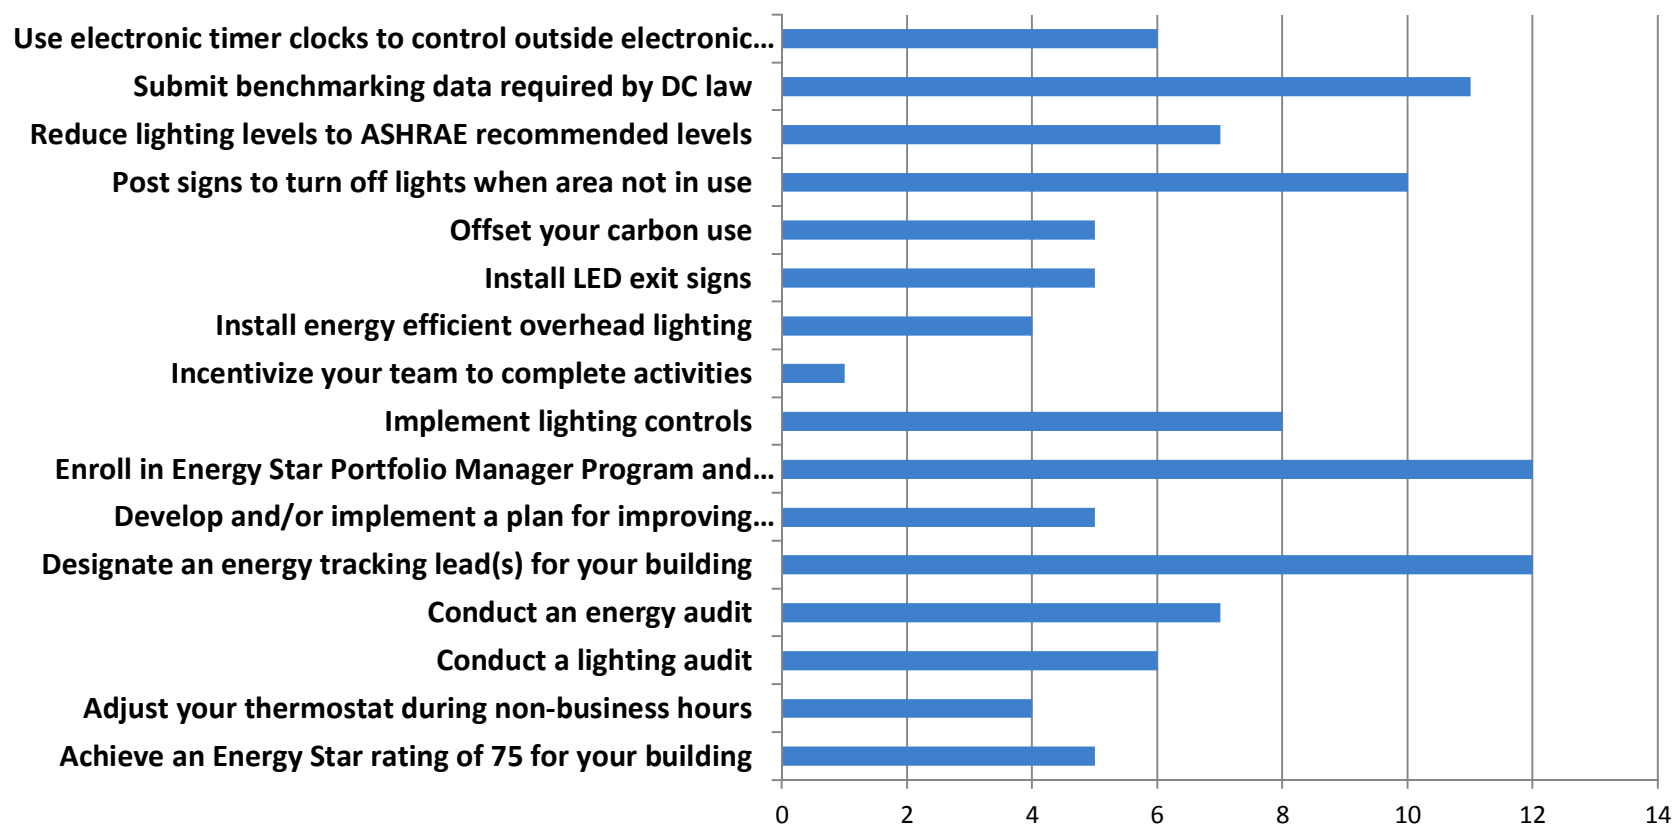 Use electronic timer clocks to control outside electronic...
Submit benchmarking data required by DC law
Reduce lighting levels to ASHRAE recommended levels
Post signs to turn off lights when area not in use
Offset your carbon use
Install LED exit signs
Install energy efficient overhead lighting
Incentivize your team to complete activities
Implement lighting controls
Enroll in Energy Star Portfolio Manager Program and...
Develop and/or implement a plan for improving...
Designate an energy tracking lead(s) for your building
Conduct an energy audit
Conduct a lighting audit
Adjust your thermostat during non-business hours
Achieve an Energy Star rating of 75 for your building
0 2 4 6 8 10 12 14